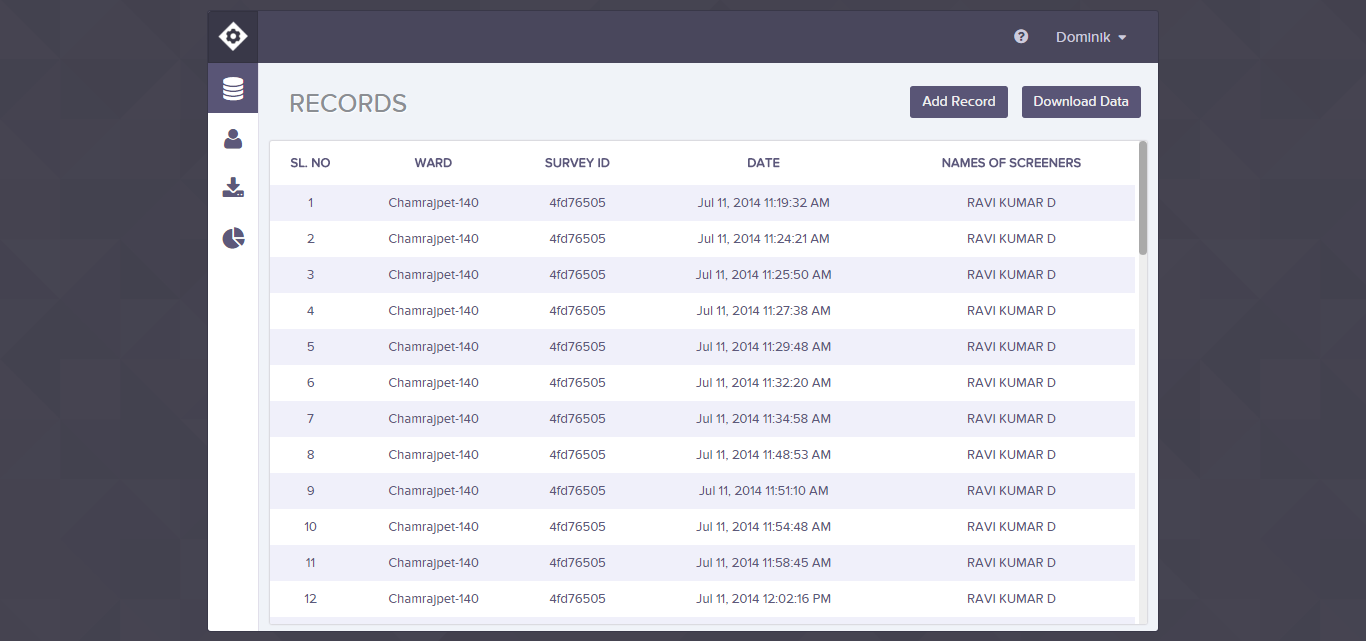 Dominik
RECORDS Add Record Download Data
SL. NO WARD SURVEY ID DATE NAMES OF SCREENERS
1 Chamrajpet-140 4fd76505 Jul 11, 2014 11:19:32 AM RAVI KUMAR D
2 Chamrajpet-140 4fd76505 Jul 11, 2014 11:24:21 AM RAVI KUMAR D
3 Chamrajpet-140 4fd76505 Jul 11, 2014 11:25:50 AM RAVI KUMAR D
4 Chamrajpet-140 4fd76505 Jul 11, 2014 11:27:38 AM RAVI KUMAR D
5 Chamrajpet-140 4fd76505 Jul 11, 2014 11:29:48 AM RAVI KUMAR D
6 Chamrajpet-140 4fd76505 Jul 11, 2014 11:32:20 AM RAVI KUMAR D
7 Chamrajpet-140 4fd76505 Jul 11, 2014 11:34:58 AM RAVI KUMAR D
8 Chamrajpet-140 4fd76505 Jul 11, 2014 11:48:53 AM RAVI KUMAR D
9 Chamrajpet-140 4fd76505 Jul 11, 2014 11:51:10 AM RAVI KUMAR D
10 Chamrajpet-140 4fd76505 Jul 11, 2014 11:54:48 AM RAVI KUMAR D
11 Chamrajpet-140 4fd76505 Jul 11, 2014 11:58:45 AM RAVI KUMAR D
12 Chamrajpet-140 4fd76505 Jul 11, 2014 12:02:16 PM RAVI KUMAR D